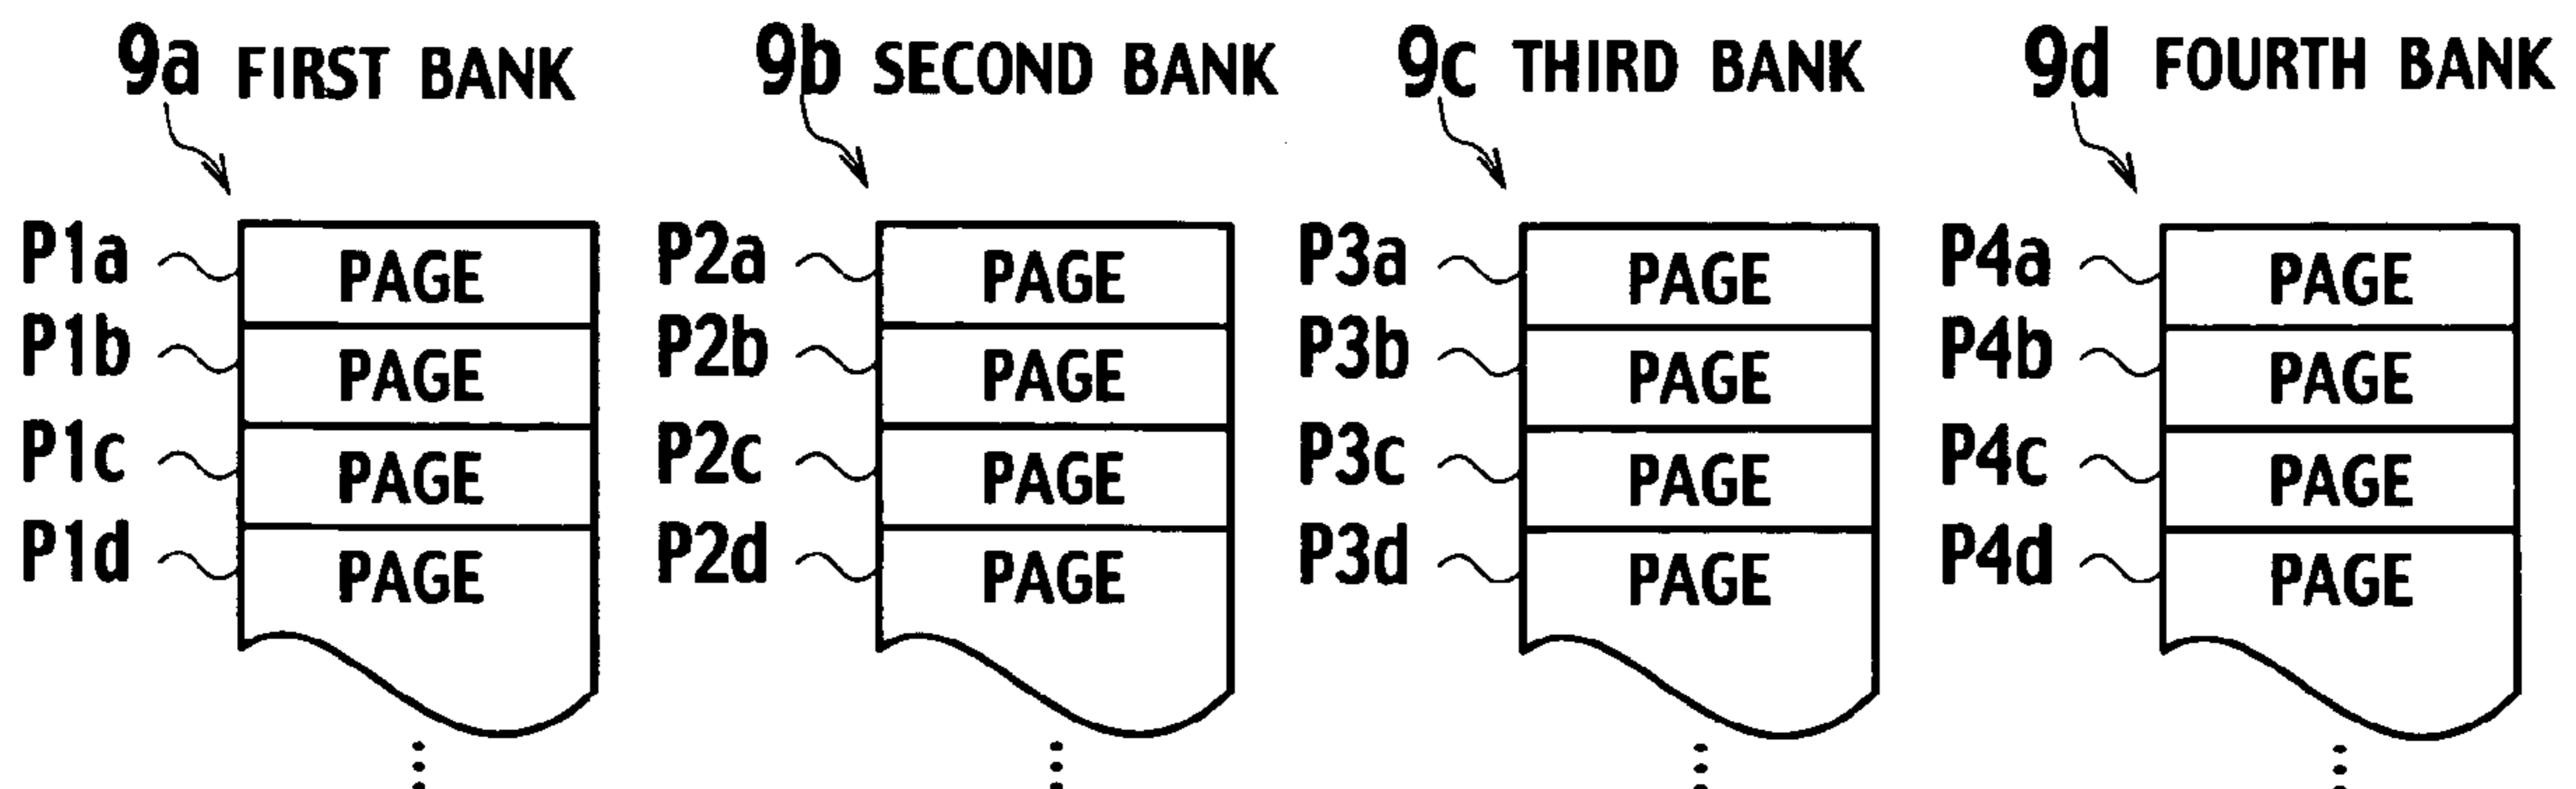 9a FIRST BANK 9b SECOND BANK 9c THIRD BANK 9d FOURTH BANK
P1a PAGE P2a PAGE P3a PAGE P4a PAGE
P1b PAGE P2b PAGE P3b PAGE P4b PAGE
P1c PAGE P2c PAGE P3c PAGE P4c PAGE
P1d PAGE P2d PAGE P3d PAGE P4d PAGE